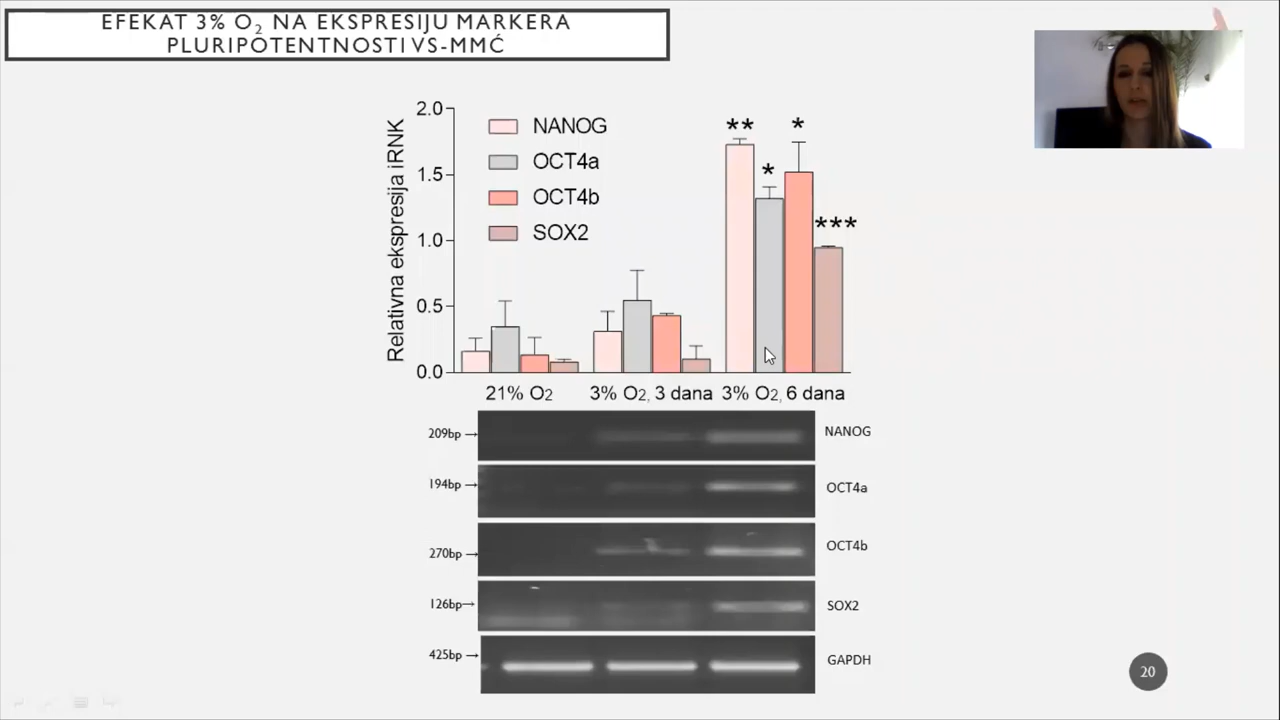 EFEKAT 3% O₂ NA EKSPRESIJU MARKERA
PLURIPOTENTNOSTI VS-MMĆ
Relativna ekspresija iRNK
2.0
1.5
1.0
0.5
0.0
NANOG
OCT4a
OCT4b
SOX2
**
*
*
***
21% O2
3% O2, 3 dana
3% O2, 6 dana
209bp→
NANOG
194bp→
OCT4a
270bp→
OCT4b
126bp→
SOX2
425bp→
GAPDH
20